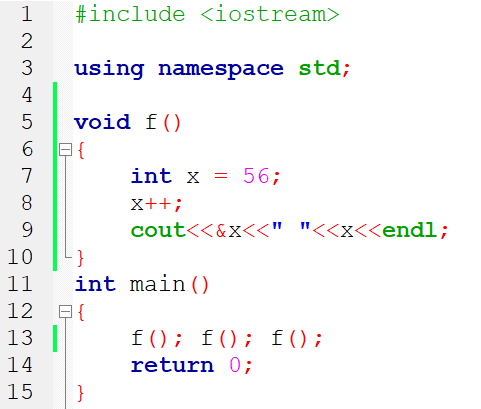 1 #include <iostream>
2
3 using namespace std;
4
5 void f()
6 {
7 int x = 56;
8 x++;
9 cout<<&x<<" "<<x<<endl;
10 }
11 int main()
12 {
13 f(); f(); f();
14 return 0;
15 }